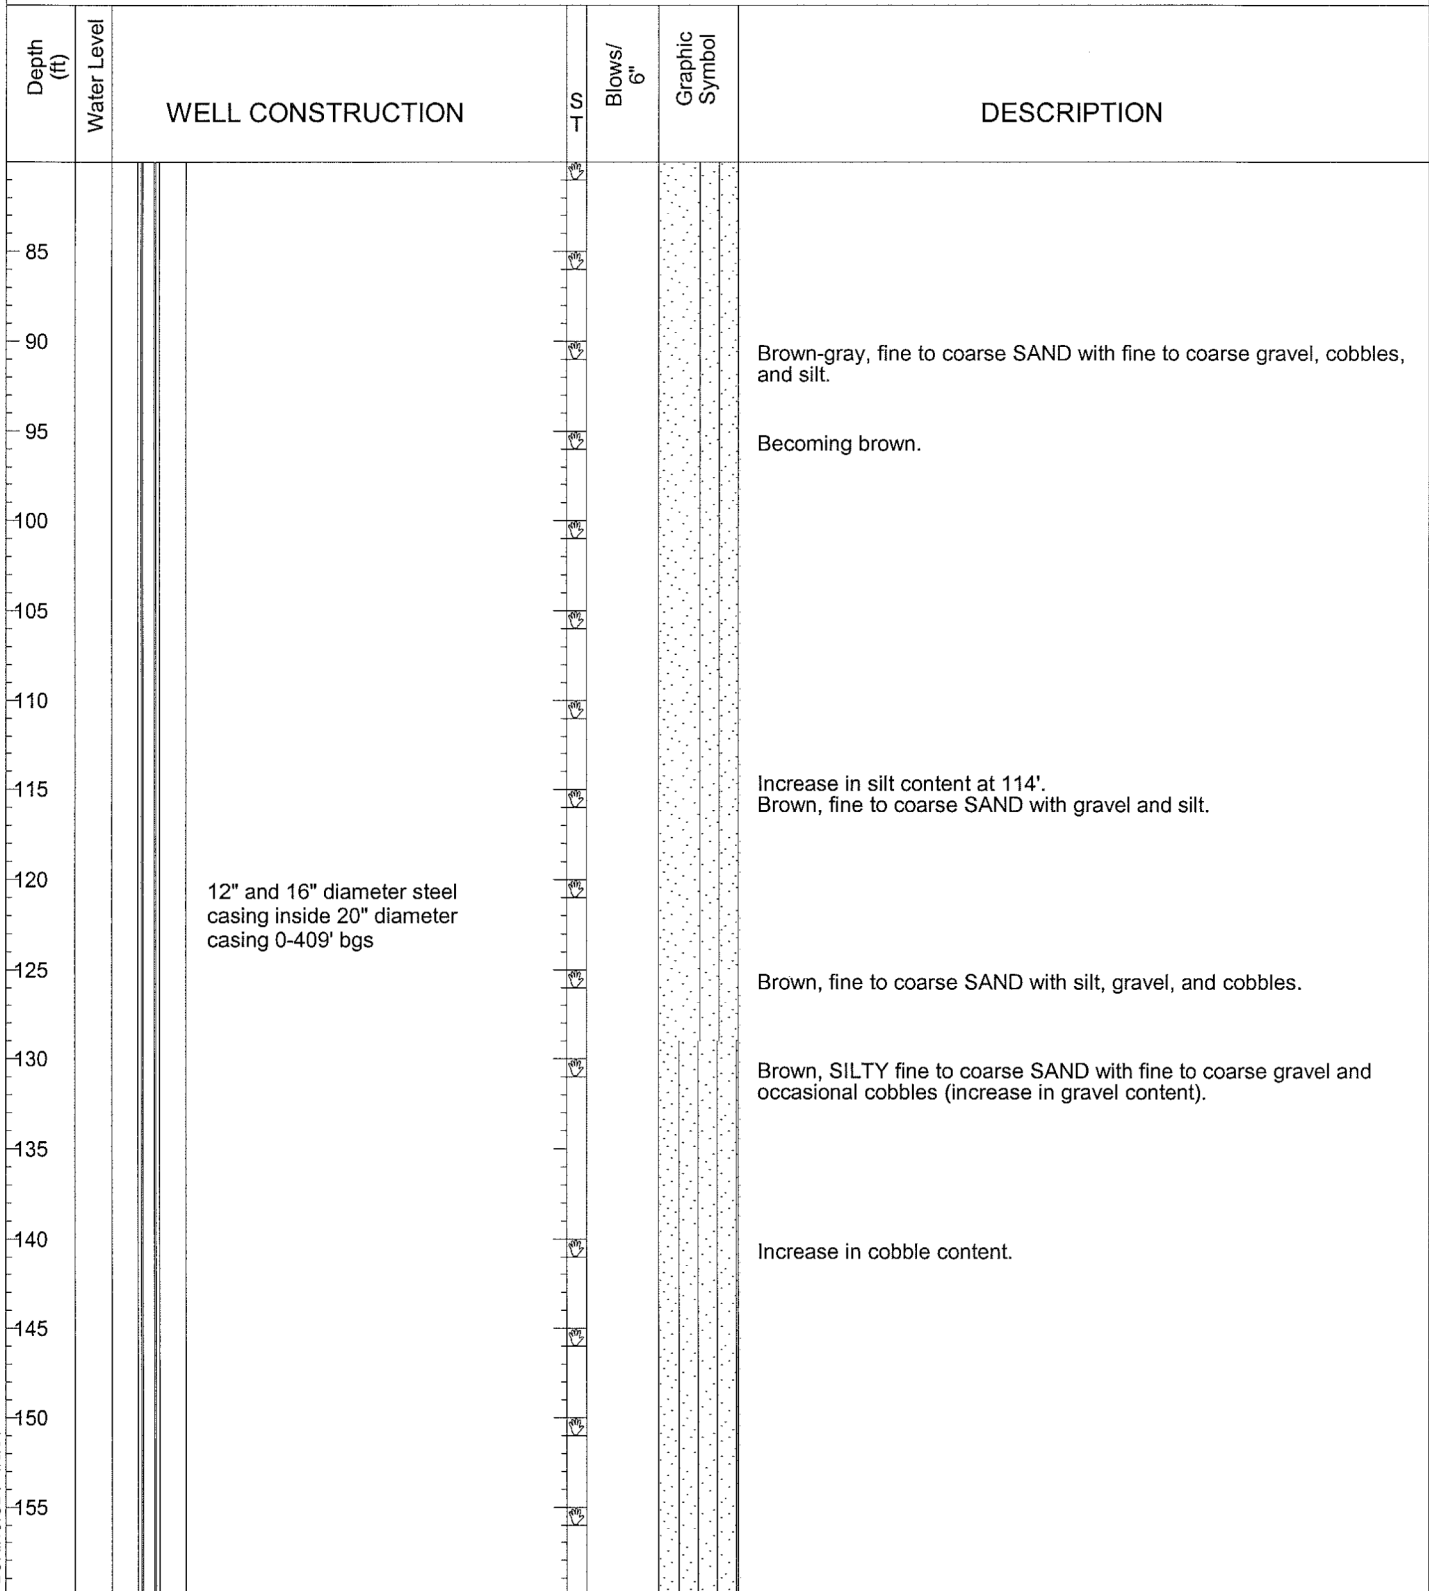 Depth
(ft)
Water Level
WELL CONSTRUCTION
S
T
Blows/
6"
Graphic
Symbol
DESCRIPTION
85
90
Brown-gray, fine to coarse SAND with fine to coarse gravel, cobbles,
and silt.
95
Becoming brown.
100
105
110
115
Increase in silt content at 114'.
Brown, fine to coarse SAND with gravel and silt.
120
12" and 16" diameter steel
casing inside 20" diameter
casing 0-409' bgs
125
Brown, fine to coarse SAND with silt, gravel, and cobbles.
130
Brown, SILTY fine to coarse SAND with fine to coarse gravel and
occasional cobbles (increase in gravel content).
135
140
Increase in cobble content.
145
150
155